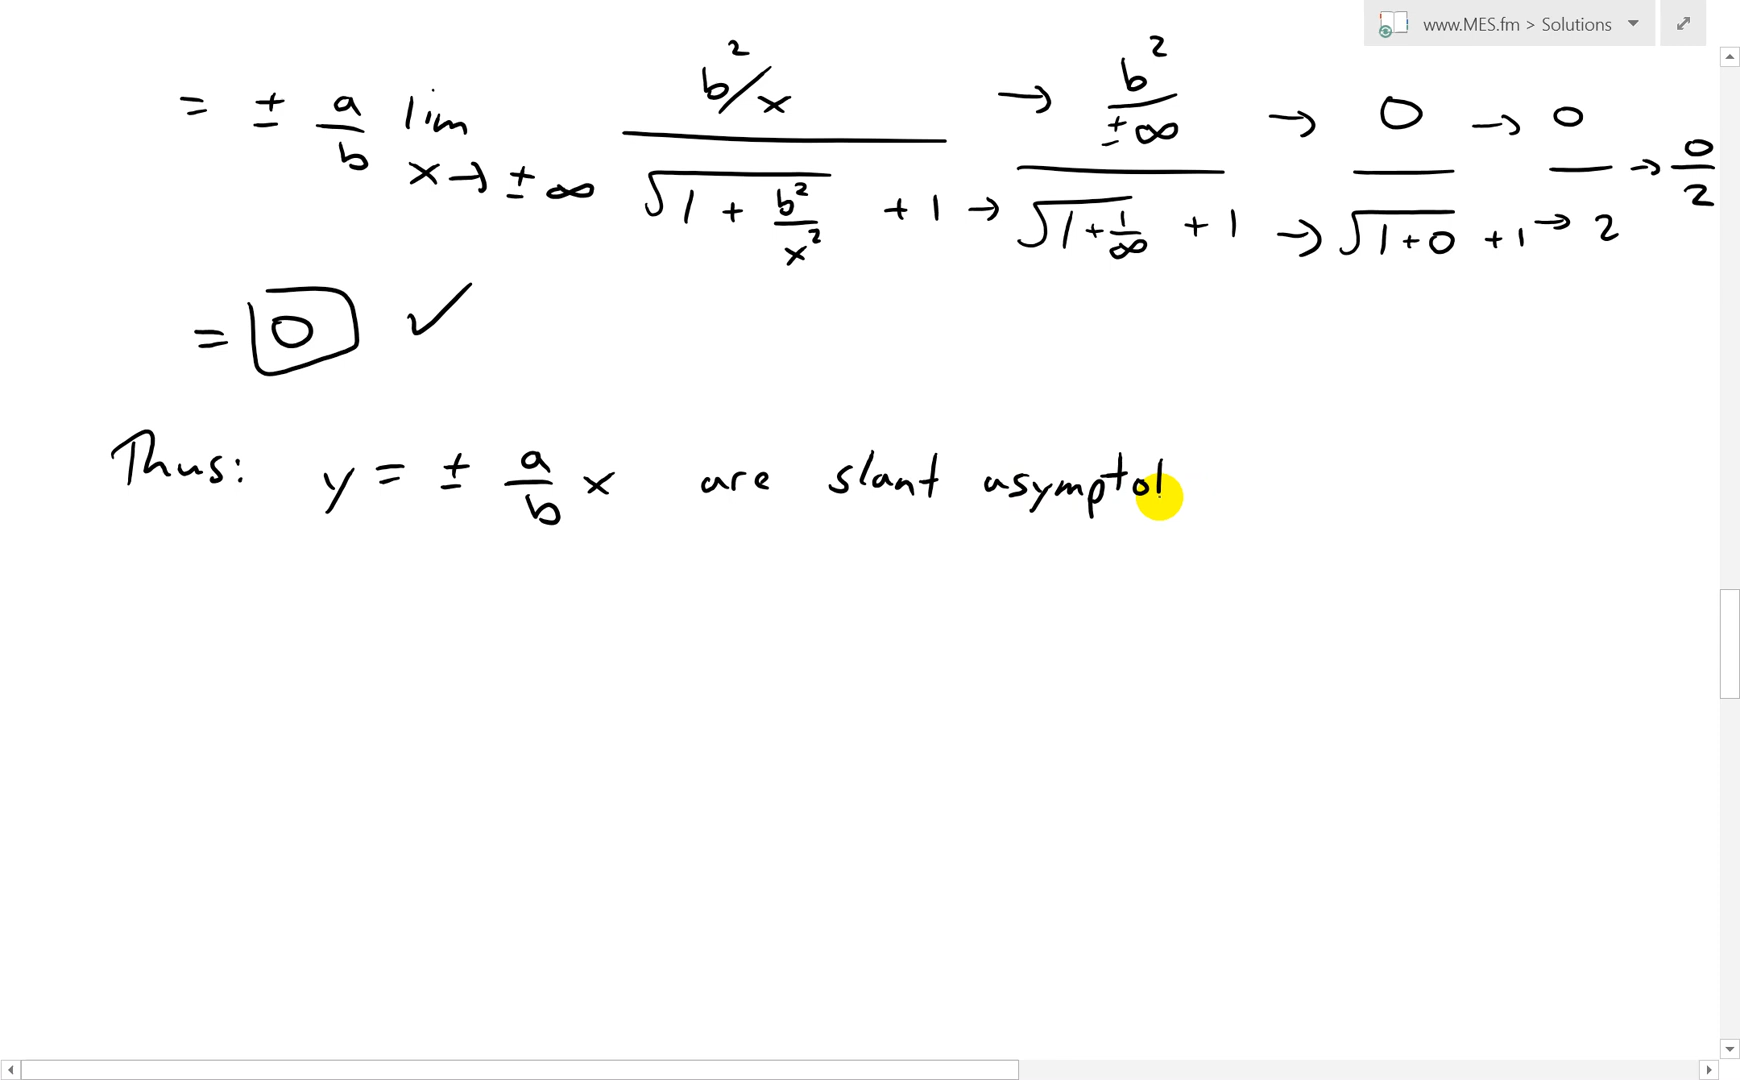 www.MES.fm > Solutions
= ± a/b lim x→±∞ (b²/x)/(√(1 + b²/x²) + 1) → (b²/±∞)/(√(1 + 1/∞) + 1) → 0/(√(1+0) + 1) → 0/2 → 0/2
= 0 ✓
Thus: y = ± a/b x are slant asymptot